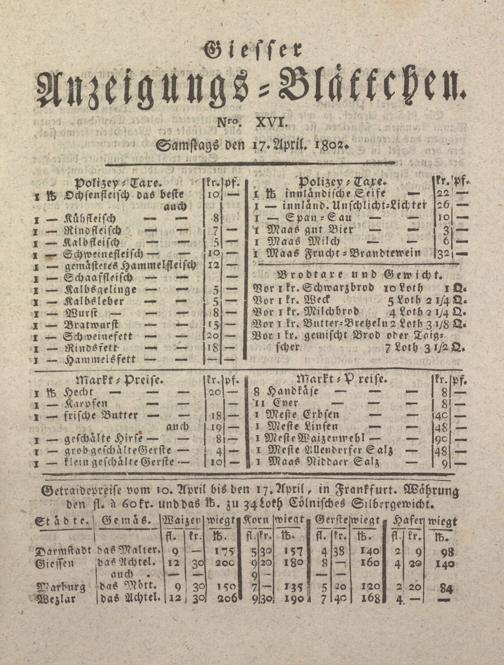 Giesser
Anzeigungs-Blättchen.
Nro. XVI.
Samstags den 17. April. 1802.
Polizey-Taxe. kr. pf.
1 ℔ Ochsenfleisch das beste 10 —
auch
1 — Kühfleisch — — 8
1 — Rindfleisch — — 7 —
1 — Kalbfleisch — — 5 —
1 — Schweinefleisch — 10 —
1 — gemästetes Hammelfleisch 12 —
1 — Schaaffleisch — —
1 — Kalbsgelinge — — 5 —
1 — Kalbsleber — — 5 —
1 — Wurst — — 8 —
1 — Bratwurst — — 15 —
1 — Schweinefett — — 20 —
1 — Rindsfett — — 18 —
1 — Hammelsfett — —
Polizey-Taxe. kr. pf.
1 ℔ innländische Seife — 22 —
1 — innländ. Unschlicht-Lichter 26 —
1 — Span-Sau — — 10 —
1 Maas gut Bier — — 3
1 Maas Milch — — 6
1 Maas Frucht-Brandtewein 32 —
Brodtaxe und Gewicht.
Vor 1 kr. Schwarzbrod 10 Loth 1 Q.
Vor 1 kr. Weck 5 Loth 2 1/4 Q.
Vor 1 kr. Milchbrod 4 Loth 2 1/4 Q.
Vor 1 kr. Butter-Bretzeln 2 Loth 3 1/8 Q.
Vor 1 kr. gemischt Brod oder Taig-
scher 7 Loth 3 1/2 Q.
Markt-Preise. kr. pf.
1 ℔ Hecht — — — 20 —
1 — Karpfen — —
1 — frische Butter — — 18 —
auch 19 —
1 — geschälte Hirse — — 8 —
1 — grob geschälte Gerste — 4 —
1 — klein geschälte Gerste — 10 —
Markt-Preise. kr. pf.
8 Handkäse — — — 8 —
11 Eyer — — — 8 —
1 Meste Erbsen — — 40 —
1 Meste Linsen — — 48 —
1 Meste Waizenmehl — — 90 —
1 Meste Allendorfer Salz — 48 —
1 Maas Niddaer Salz — 9 —
Getraidepreise vom 10. April bis den 17. April, in Frankfurt. Währung
den fl. à 60 kr. und das ℔. zu 34 Loth Cölnisches Silbergewicht.
Städte. Gemäs. Waizen wiegt Korn wiegt Gerste wiegt Hafer wiegt
fl. kr. ℔. fl. kr. ℔. fl. kr. ℔. fl. kr. ℔.
Darmstadt das Malter. 9 — 175 5 30 157 4 38 140 2 9 98
Giessen das Achtel. 12 30 200 9 20 180 8 — 160 4 20 140
auch — — 9 —
Marburg das Mött. 9 30 150 7 — 135 5 20 120 2 20 84
Wezlar das Achtel. 12 30 206 9 30 190 7 40 168 4 — —